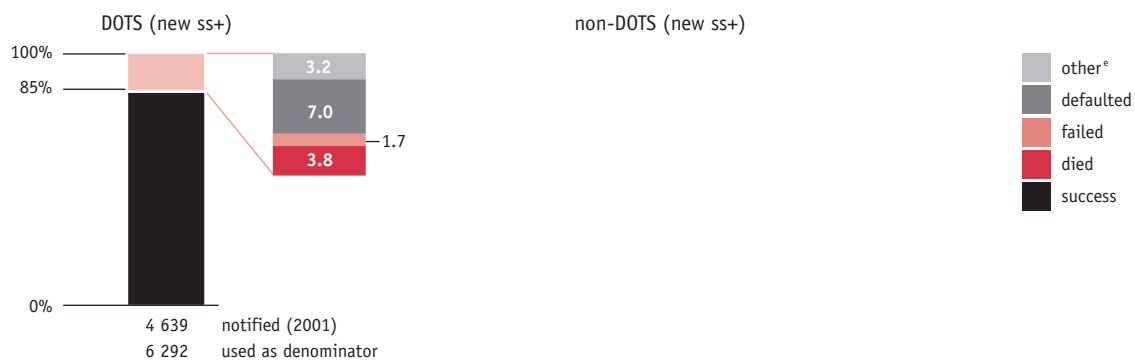 DOTS (new ss+)
non-DOTS (new ss+)
100%
85%
0%
3.2
7.0
1.7
3.8
other e
defaulted
failed
died
success
4 639 notified (2001)
6 292 used as denominator